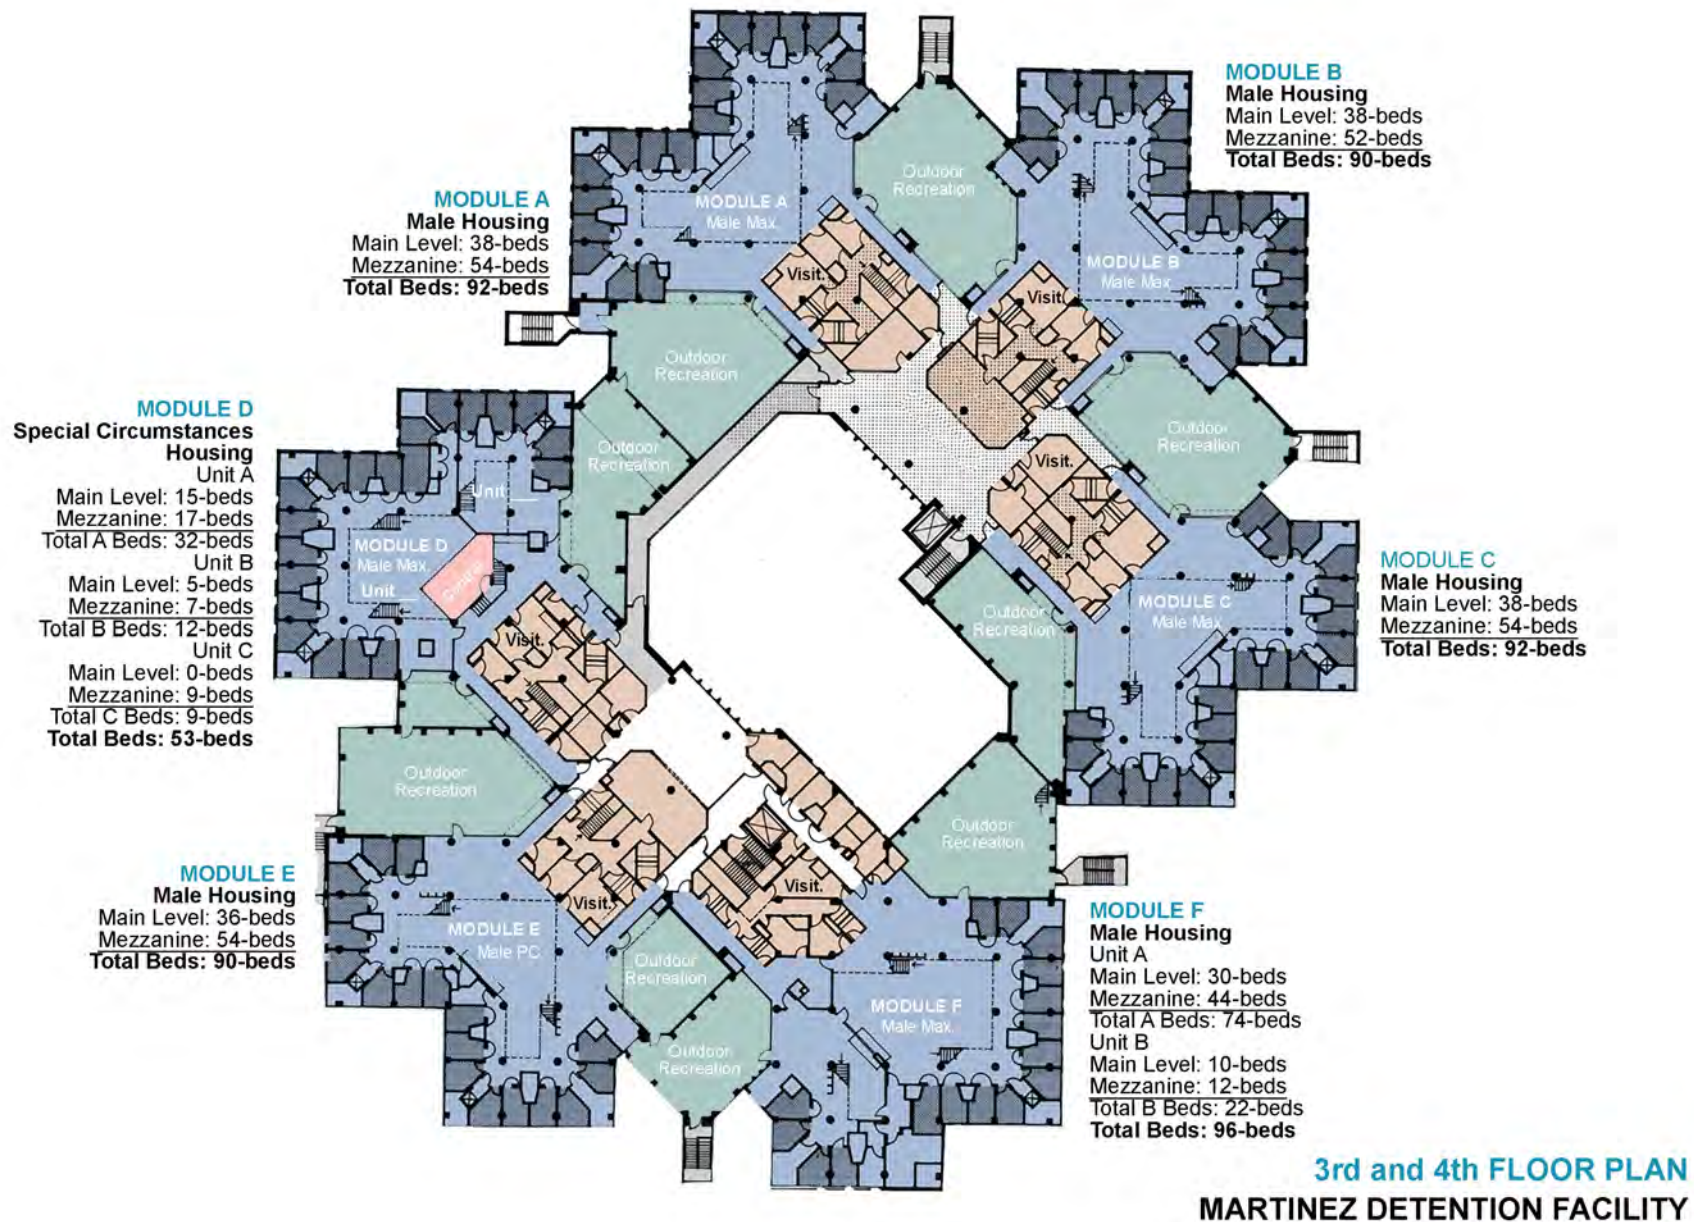 MODULE B
Male Housing
Main Level: 38-beds
Mezzanine: 52-beds
Total Beds: 90-beds
MODULE A
Male Housing
Main Level: 38-beds
Mezzanine: 54-beds
Total Beds: 92-beds
Outdoor
Recreation
MODULE A
Male Max.
Visit.
MODULE B
Male Max
Visit.
Outdoor
Recreation
Outdoor
Recreation
Outdoor
Recreation
Visit.
MODULE D
Special Circumstances
Housing
Unit A
Main Level: 15-beds
Mezzanine: 17-beds
Total A Beds: 32-beds
Unit B
Main Level: 5-beds
Mezzanine: 7-beds
Total B Beds: 12-beds
Unit C
Main Level: 0-beds
Mezzanine: 9-beds
Total C Beds: 9-beds
Total Beds: 53-beds
Unit __
MODULE D
Male Max.
Unit __
Control
Visit.
MODULE C
Male Housing
Main Level: 38-beds
Mezzanine: 54-beds
Total Beds: 92-beds
MODULE C
Male Max
Outdoor
Recreation
Outdoor
Recreation
Outdoor
Recreation
MODULE E
Male Housing
Main Level: 36-beds
Mezzanine: 54-beds
Total Beds: 90-beds
MODULE E
Male PC
Visit.
Visit.
Outdoor
Recreation
Outdoor
Recreation
MODULE F
Male Max.
MODULE F
Male Housing
Unit A
Main Level: 30-beds
Mezzanine: 44-beds
Total A Beds: 74-beds
Unit B
Main Level: 10-beds
Mezzanine: 12-beds
Total B Beds: 22-beds
Total Beds: 96-beds
3rd and 4th FLOOR PLAN
MARTINEZ DETENTION FACILITY